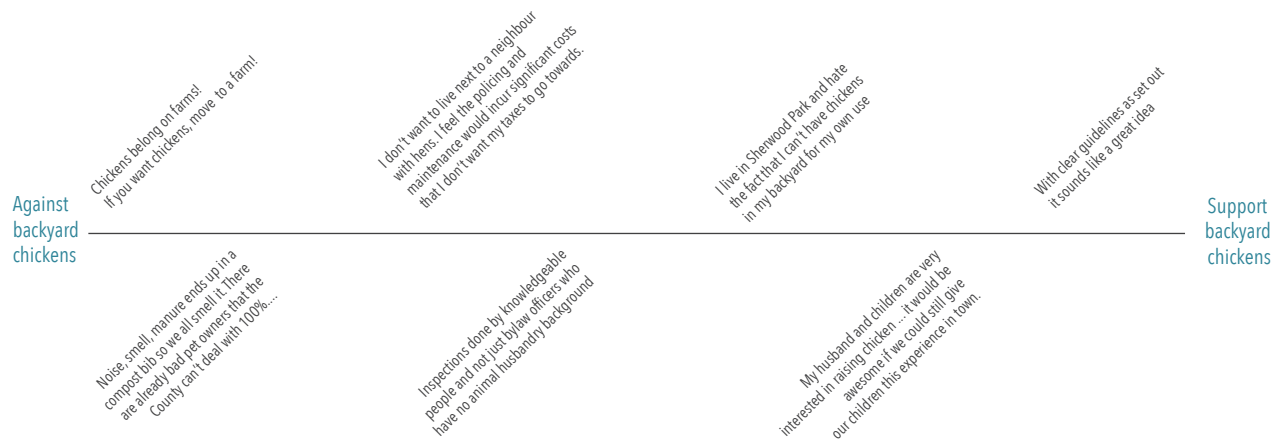 Chickens belong on farms!
If you want chickens, move to a farm!
I don't want to live next to a neighbour
with hens. I feel the policing and
maintenance would incur significant costs
that I don't want my taxes to go towards.
I live in Sherwood Park and hate
the fact that I can't have chickens
in my backyard for my own use
With clear guidelines as set out
it sounds like a great idea
Against
backyard
chickens
Support
backyard
chickens
Noise, smell, manure ends up in a
compost bib so we all smell it. There
are already bad pet owners that the
County can't deal with 100%....
Inspections done by knowledgeable
people and not just bylaw officers who
have no animal husbandry background
My husband and children are very
interested in raising chicken ... it would be
awesome if we could still give
our children this experience in town.